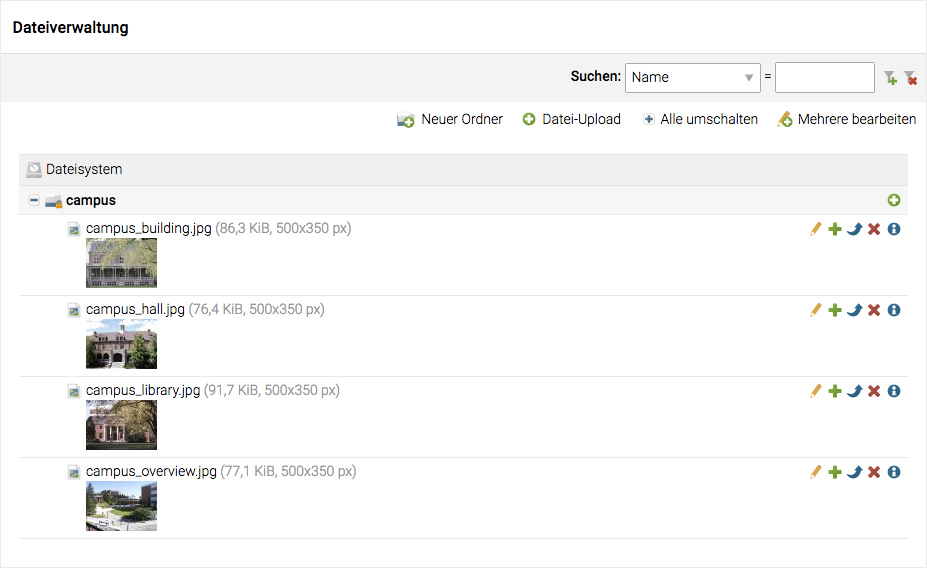 Dateiverwaltung
Suchen: Name =
Neuer Ordner Datei-Upload Alle umschalten Mehrere bearbeiten
Dateisystem
campus
campus_building.jpg (86,3 KiB, 500x350 px)
campus_hall.jpg (76,4 KiB, 500x350 px)
campus_library.jpg (91,7 KiB, 500x350 px)
campus_overview.jpg (77,1 KiB, 500x350 px)